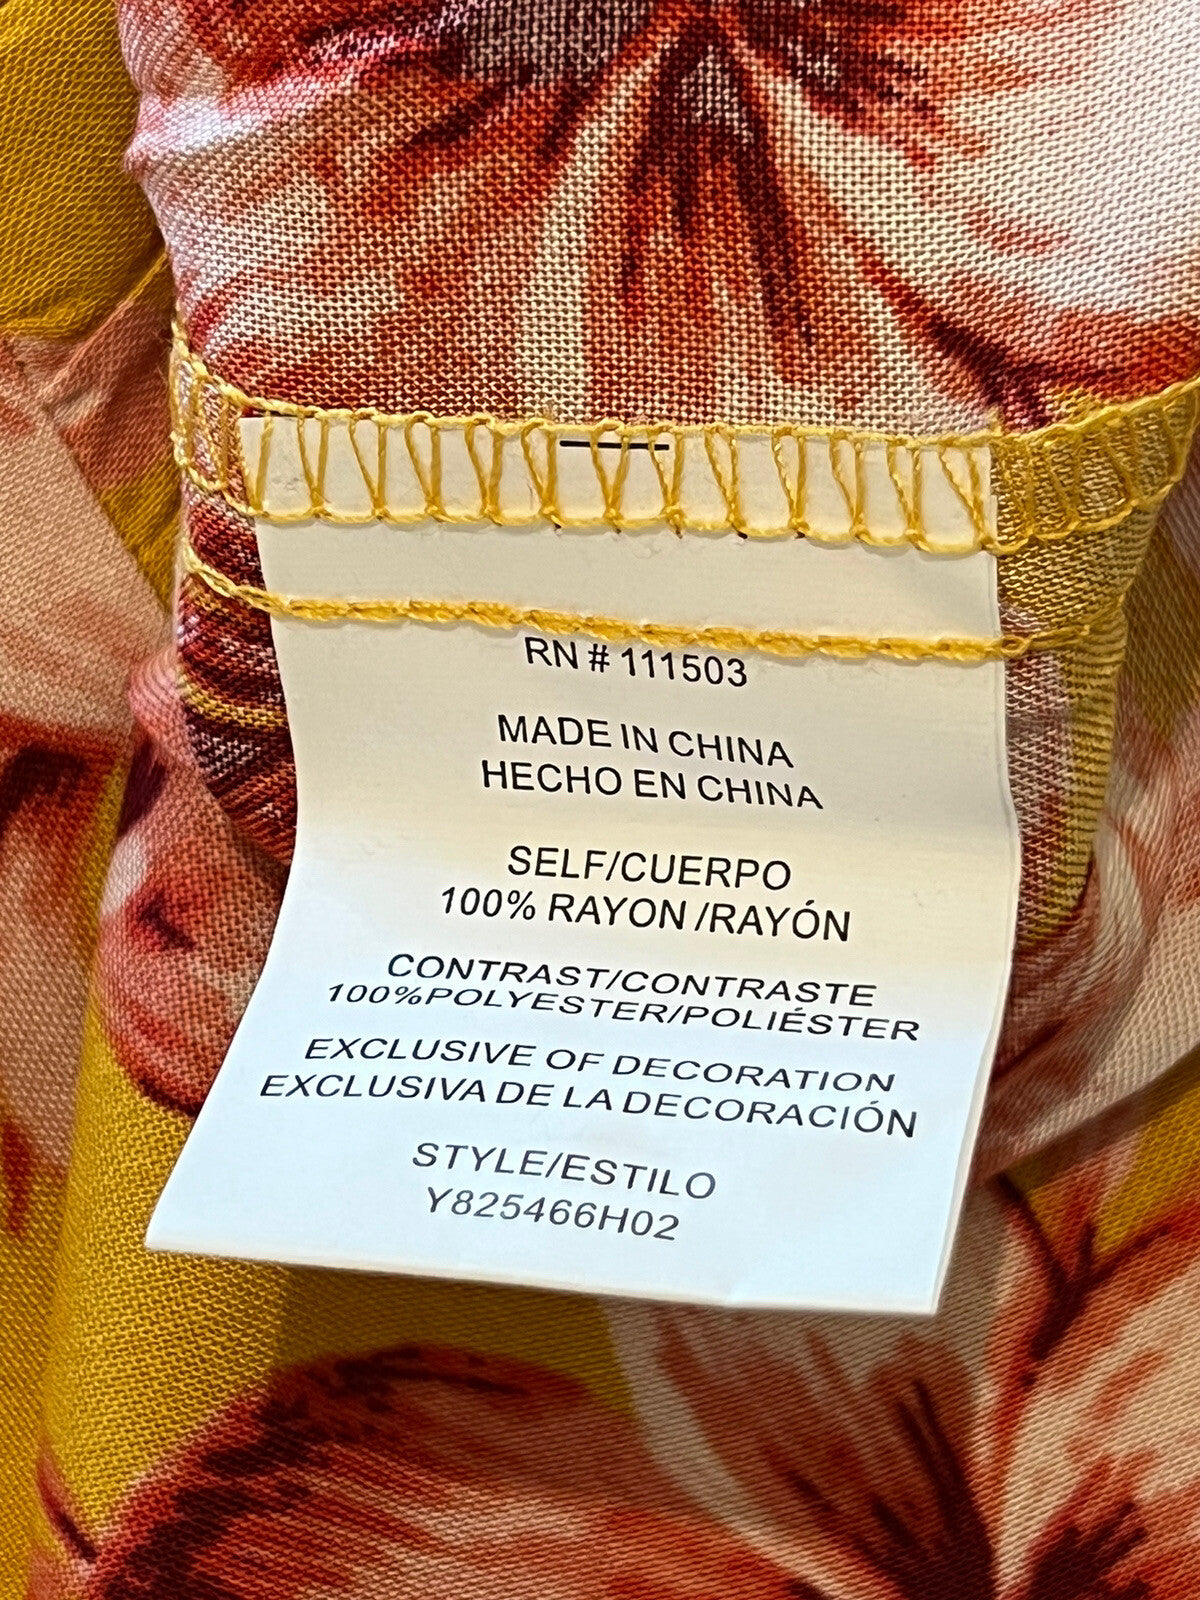 RN # 111503
MADE IN CHINA
HECHO EN CHINA
SELF/CUERPO
100% RAYON /RAYÓN
CONTRAST/CONTRASTE
100%POLYESTER/POLIÉSTER
EXCLUSIVE OF DECORATION
EXCLUSIVA DE LA DECORACIÓN
STYLE/ESTILO
Y825466H02